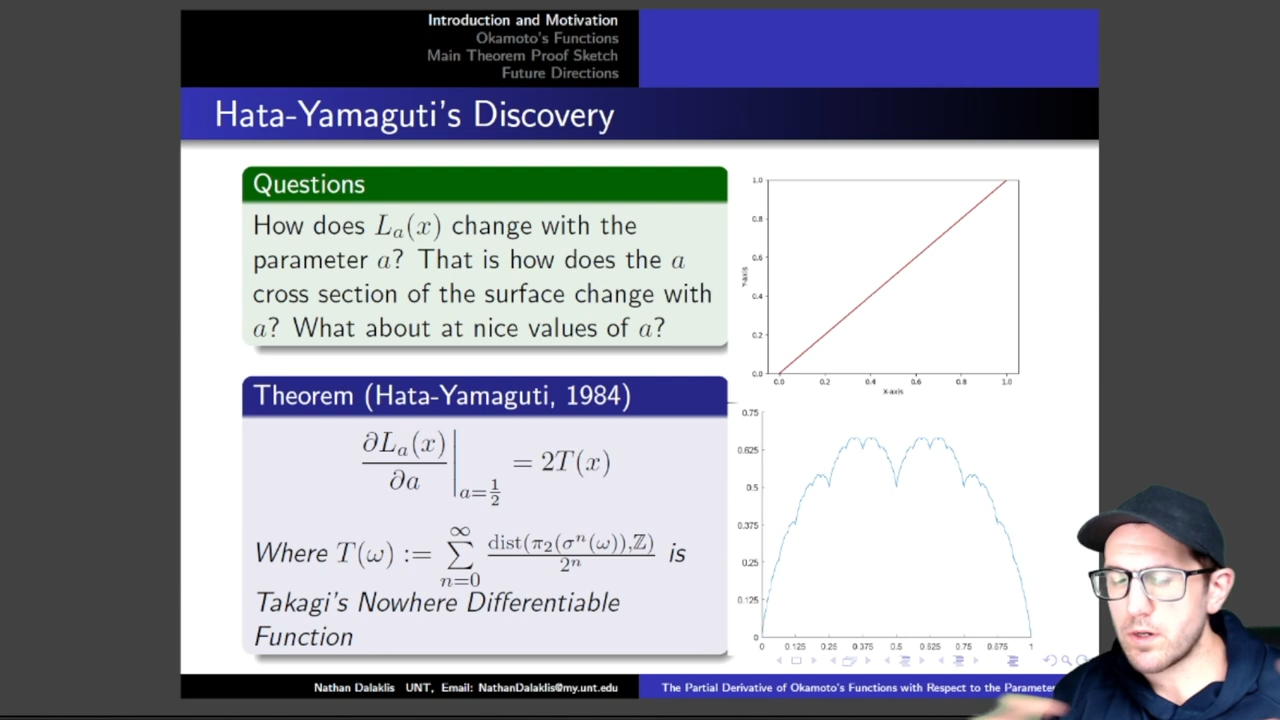 Introduction and Motivation
Okamoto's Functions
Main Theorem Proof Sketch
Future Directions
Hata-Yamaguti's Discovery
Questions
How does L_a(x) change with the
parameter a? That is how does the a
cross section of the surface change with
a? What about at nice values of a?
Theorem (Hata-Yamaguti, 1984)
∂L_a(x)/∂a |_{a=1/2} = 2T(x)
Where T(ω) := ∑_{n=0}^{∞} dist(π_2(σ^n(ω)),ℤ)/2^n is
Takagi's Nowhere Differentiable
Function
1.0
0.8
0.6
0.4
0.2
0.0
Y-axis
0.0 0.2 0.4 0.6 0.8 1.0
X-axis
0.75
0.625
0.5
0.375
0.25
0.125
0
0 0.125 0.25 0.375 0.5 0.625 0.75 0.875 1
Nathan Dalaklis UNT, Email: NathanDalaklis@my.unt.edu
The Partial Derivative of Okamoto's Functions with Respect to the Parameter